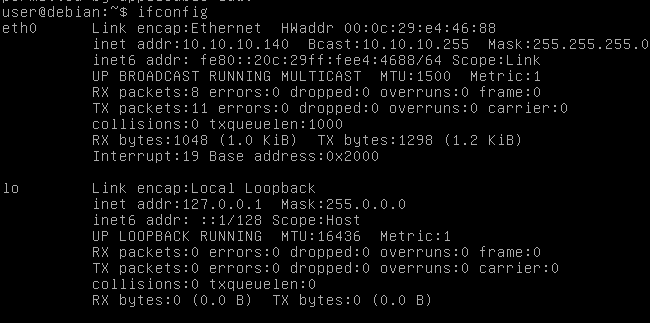 user@debian:~$ ifconfig
eth0      Link encap:Ethernet  HWaddr 00:0c:29:e4:46:88
          inet addr:10.10.10.140  Bcast:10.10.10.255  Mask:255.255.255.0
          inet6 addr: fe80::20c:29ff:fee4:4688/64 Scope:Link
          UP BROADCAST RUNNING MULTICAST  MTU:1500  Metric:1
          RX packets:8 errors:0 dropped:0 overruns:0 frame:0
          TX packets:11 errors:0 dropped:0 overruns:0 carrier:0
          collisions:0 txqueuelen:1000
          RX bytes:1048 (1.0 KiB)  TX bytes:1298 (1.2 KiB)
          Interrupt:19 Base address:0x2000
lo        Link encap:Local Loopback
          inet addr:127.0.0.1  Mask:255.0.0.0
          inet6 addr: ::1/128 Scope:Host
          UP LOOPBACK RUNNING  MTU:16436  Metric:1
          RX packets:0 errors:0 dropped:0 overruns:0 frame:0
          TX packets:0 errors:0 dropped:0 overruns:0 carrier:0
          collisions:0 txqueuelen:0
          RX bytes:0 (0.0 B)  TX bytes:0 (0.0 B)